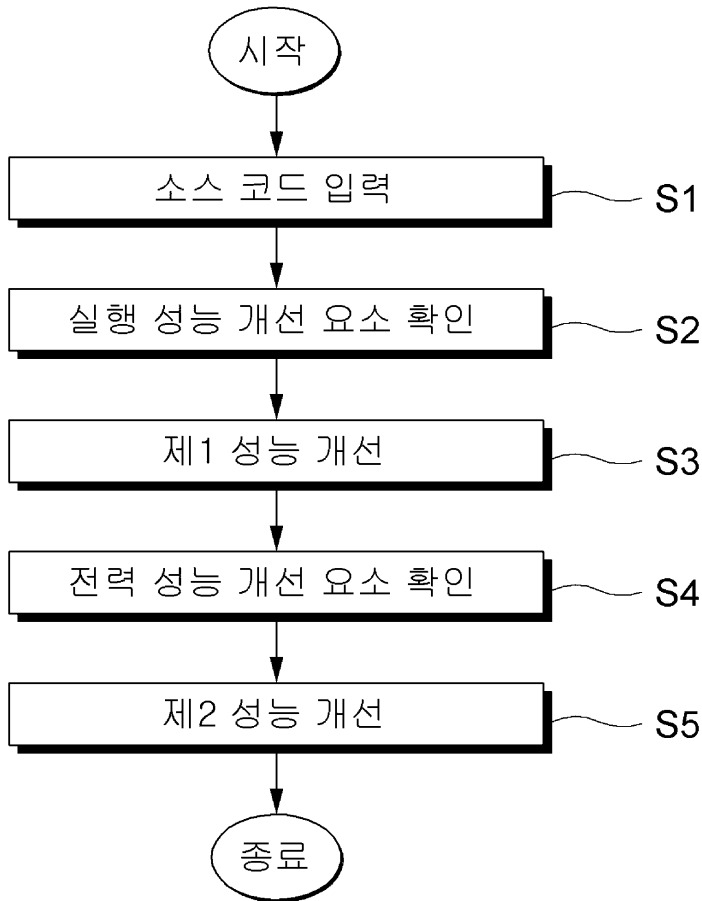 시작
소스 코드 입력
S1
실행 성능 개선 요소 확인
S2
제1 성능 개선
S3
전력 성능 개선 요소 확인
S4
제2 성능 개선
S5
종료